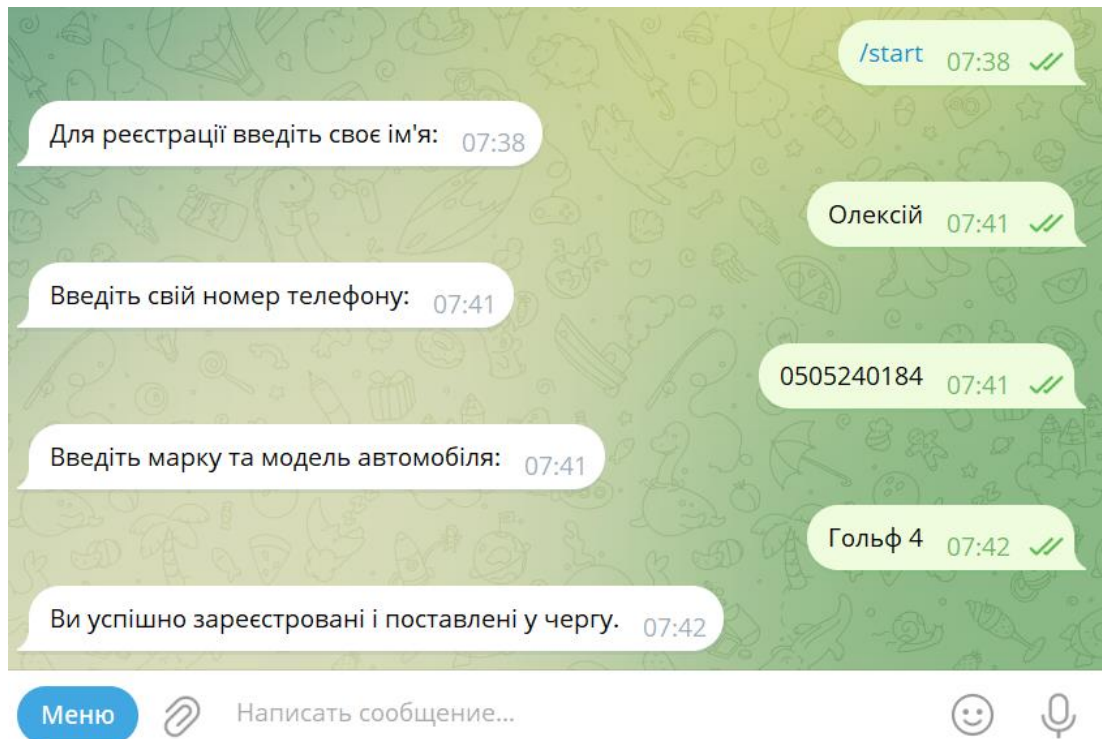 /start 07:38
Для реєстрації введіть своє ім'я: 07:38
Олексій 07:41
Введіть свій номер телефону: 07:41
0505240184 07:41
Введіть марку та модель автомобіля: 07:41
Гольф 4 07:42
Ви успішно зареєстровані і поставлені у чергу. 07:42
Меню Написать сообщение...